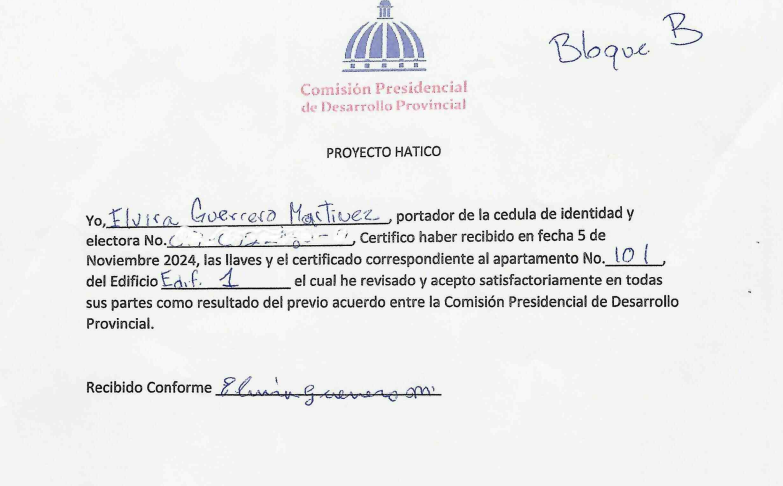 Bloque B
Comisión Presidencial
de Desarrollo Provincial
PROYECTO HATICO
Yo, Elvira Guerrero Martinez, portador de la cedula de identidad y
electora No. , Certifico haber recibido en fecha 5 de
Noviembre 2024, las llaves y el certificado correspondiente al apartamento No. 101,
del Edificio Edif. 1 el cual he revisado y acepto satisfactoriamente en todas
sus partes como resultado del previo acuerdo entre la Comisión Presidencial de Desarrollo
Provincial.
Recibido Conforme Elvira Guerrero M.